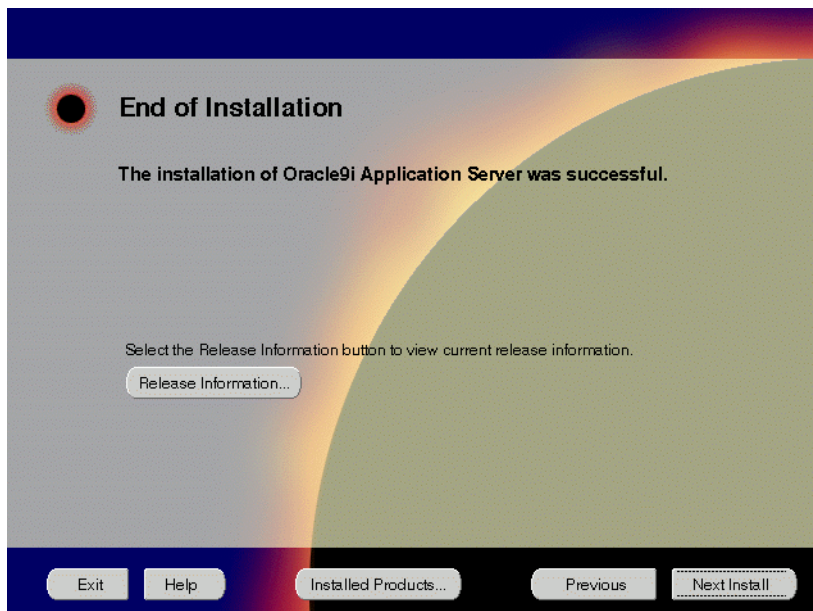 End of Installation
The installation of Oracle9i Application Server was successful.
Select the Release Information button to view current release information.
Release Information...
Exit
Help
Installed Products...
Previous
Next Install